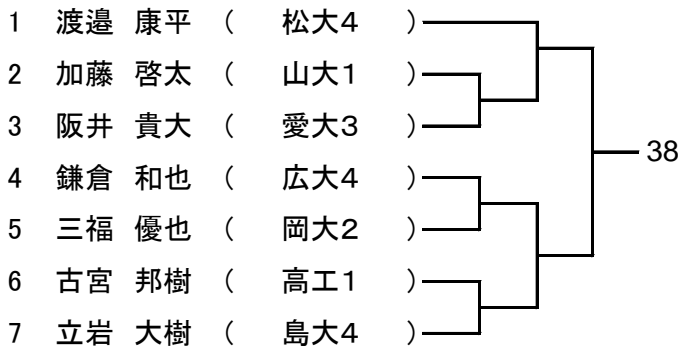 1 渡邉 康平 ( 松大4 )
2 加藤 啓太 ( 山大1 )
3 阪井 貴大 ( 愛大3 )
38
4 鎌倉 和也 ( 広大4 )
5 三福 優也 ( 岡大2 )
6 古宮 邦樹 ( 高工1 )
7 立岩 大樹 ( 島大4 )